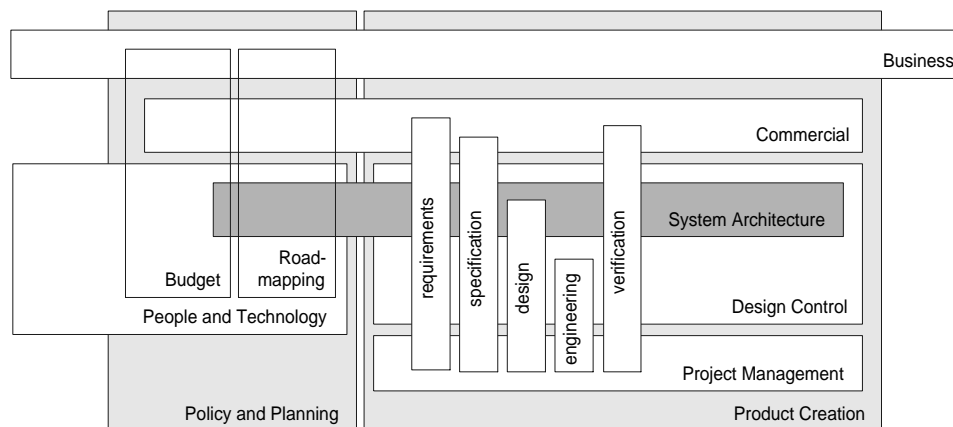 Business
Commercial
System Architecture
requirements
specification
design
engineering
verification
Budget
Road-
mapping
People and Technology
Design Control
Project Management
Policy and Planning
Product Creation